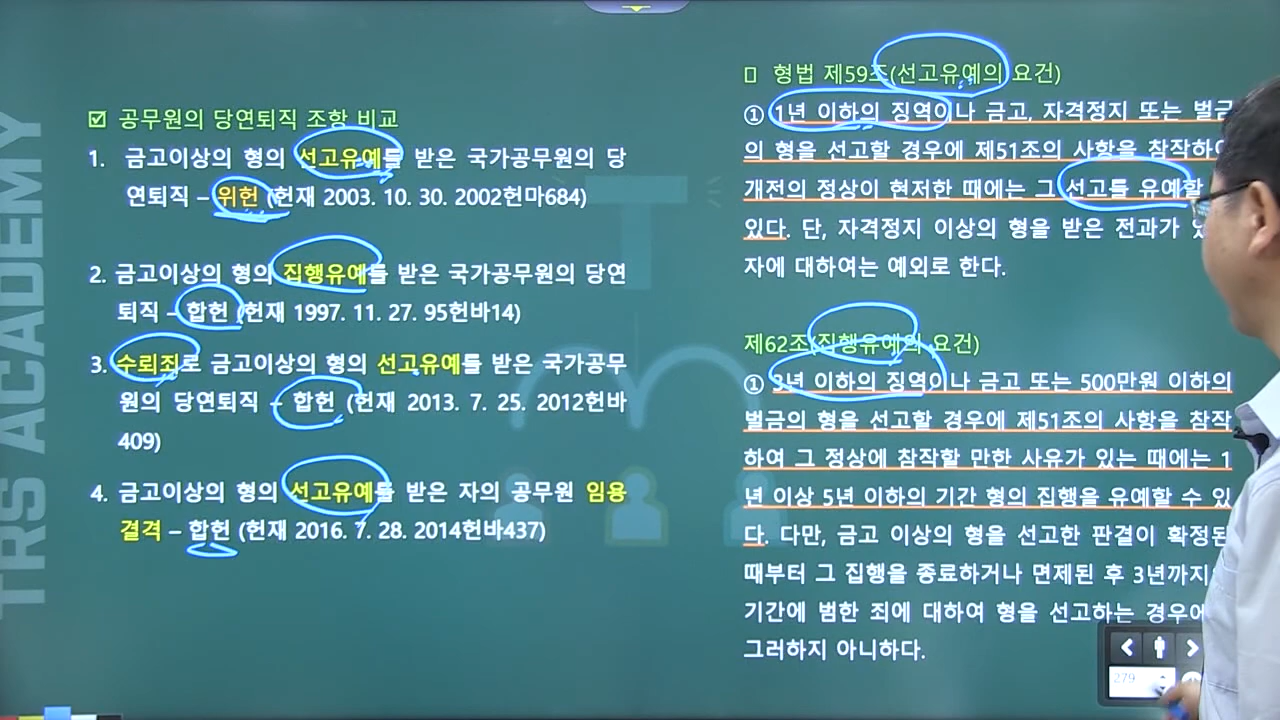 TRS ACADEMY
☑ 공무원의 당연퇴직 조항 비교
1. 금고이상의 형의 선고유예를 받은 국가공무원의 당
연퇴직 – 위헌 (헌재 2003. 10. 30. 2002헌마684)
2. 금고이상의 형의 집행유예를 받은 국가공무원의 당연
퇴직 – 합헌 (헌재 1997. 11. 27. 95헌바14)
3. 수뢰죄로 금고이상의 형의 선고유예를 받은 국가공무
원의 당연퇴직 – 합헌 (헌재 2013. 7. 25. 2012헌바
409)
4. 금고이상의 형의 선고유예를 받은 자의 공무원 임용
결격 – 합헌 (헌재 2016. 7. 28. 2014헌바437)
형법 제59조(선고유예의 요건)
① 1년 이하의 징역이나 금고, 자격정지 또는 벌금
의 형을 선고할 경우에 제51조의 사항을 참작하여
개전의 정상이 현저한 때에는 그 선고를 유예할
있다. 단, 자격정지 이상의 형을 받은 전과가
자에 대하여는 예외로 한다.
제62조(집행유예의 요건)
① 3년 이하의 징역이나 금고 또는 500만원 이하의
벌금의 형을 선고할 경우에 제51조의 사항을 참작
하여 그 정상에 참작할 만한 사유가 있는 때에는 1
년 이상 5년 이하의 기간 형의 집행을 유예할 수 있
다. 다만, 금고 이상의 형을 선고한 판결이 확정된
때부터 그 집행을 종료하거나 면제된 후 3년까지
기간에 범한 죄에 대하여 형을 선고하는 경우에
그러하지 아니하다.
279